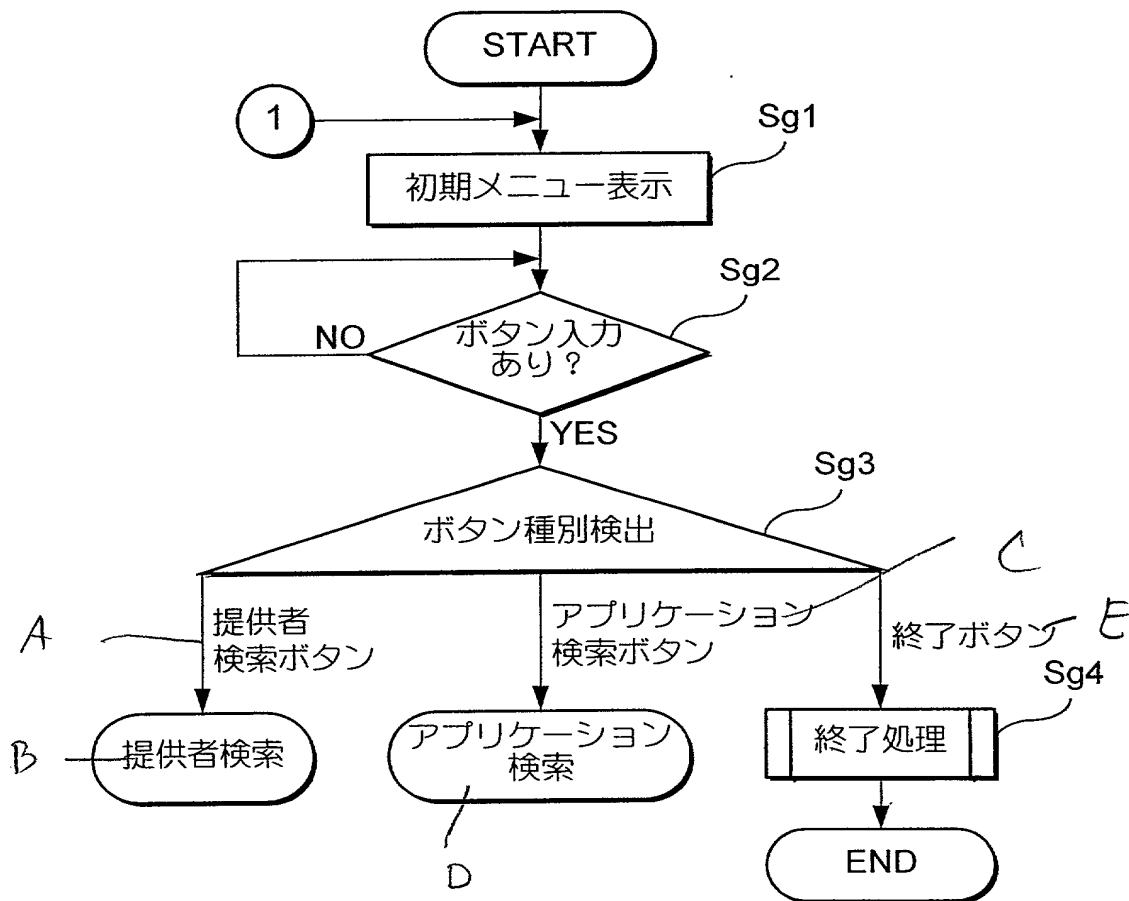 START
1
Sg1
初期メニュー表示
Sg2
ボタン入力
あり？
NO
YES
Sg3
ボタン種別検出
C
A
提供者
検索ボタン
アプリケーション
検索ボタン
終了ボタン
E
Sg4
B
提供者検索
アプリケーション
検索
終了処理
D
END